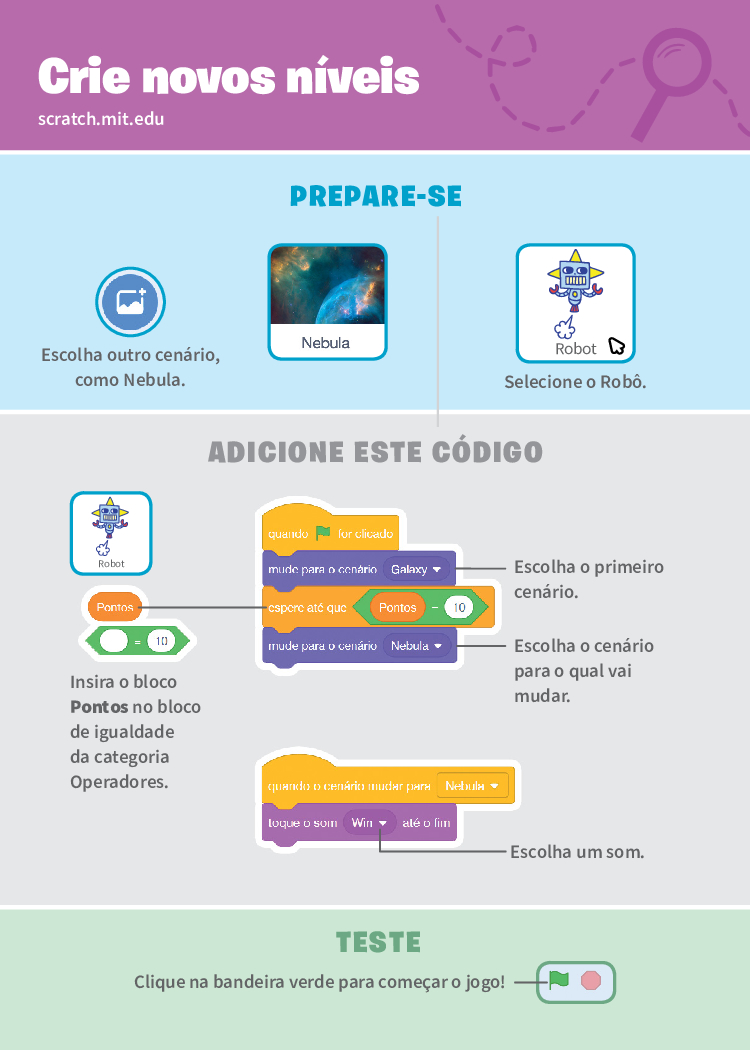 Crie novos níveis
scratch.mit.edu
PREPARE-SE
Escolha outro cenário,
como Nebula.
Nebula
Robot
Selecione o Robô.
ADICIONE ESTE CÓDIGO
Robot
Pontos
= 10
Insira o bloco
Pontos no bloco
de igualdade
da categoria
Operadores.
quando for clicado
mude para o cenário Galaxy
espere até que Pontos = 10
mude para o cenário Nebula
Escolha o primeiro
cenário.
Escolha o cenário
para o qual vai
mudar.
quando o cenário mudar para Nebula
toque o som Win até o fim
Escolha um som.
TESTE
Clique na bandeira verde para começar o jogo!